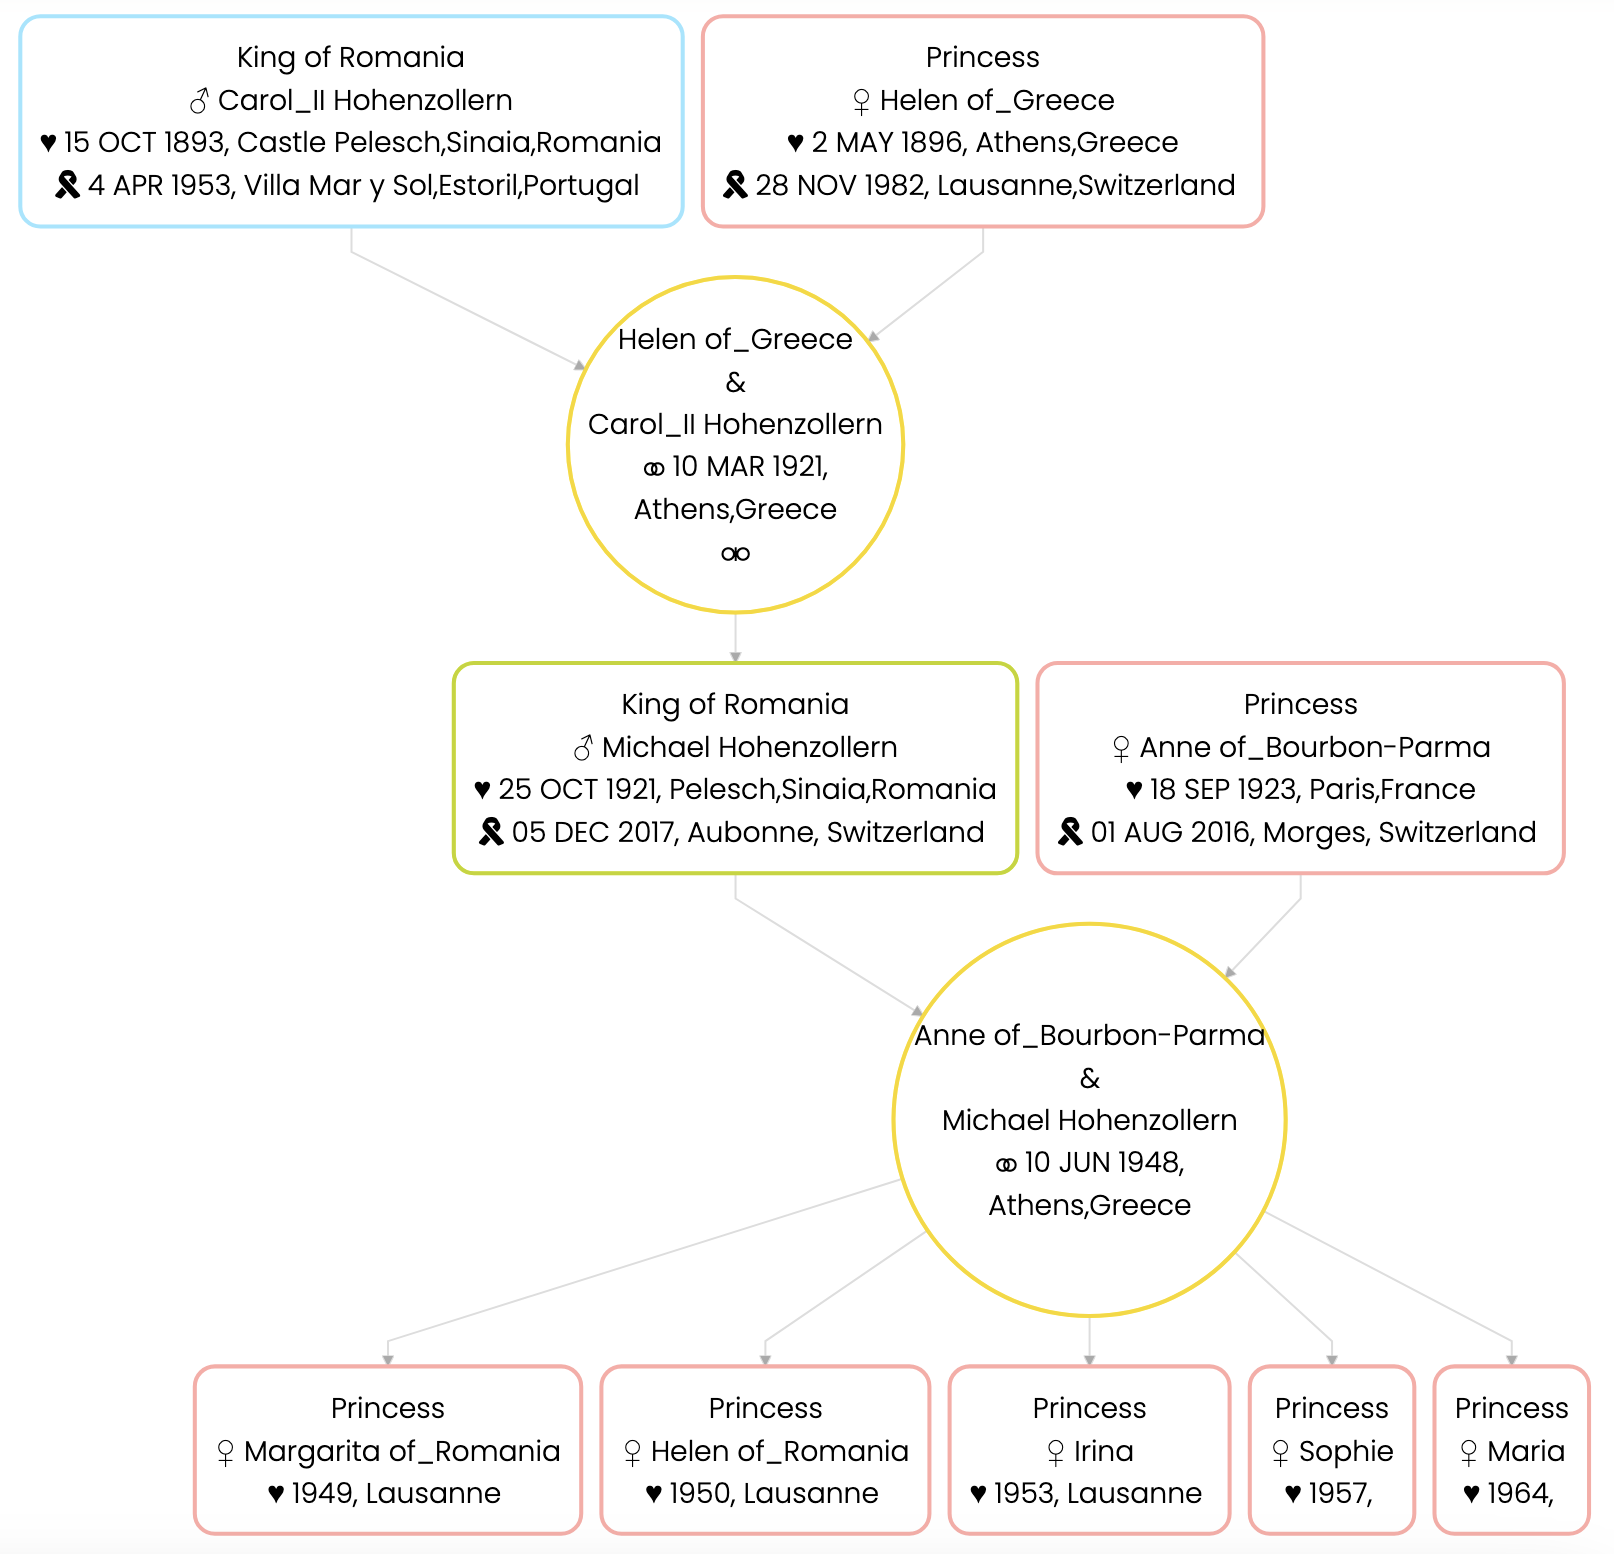 King of Romania
♂ Carol_II Hohenzollern
♥ 15 OCT 1893, Castle Pelesch,Sinaia,Romania
🎗 4 APR 1953, Villa Mar y Sol,Estoril,Portugal
Princess
♀ Helen of_Greece
♥ 2 MAY 1896, Athens,Greece
🎗 28 NOV 1982, Lausanne,Switzerland
Helen of_Greece
&
Carol_II Hohenzollern
⚭ 10 MAR 1921,
Athens,Greece
⚮
King of Romania
♂ Michael Hohenzollern
♥ 25 OCT 1921, Pelesch,Sinaia,Romania
🎗 05 DEC 2017, Aubonne, Switzerland
Princess
♀ Anne of_Bourbon-Parma
♥ 18 SEP 1923, Paris,France
🎗 01 AUG 2016, Morges, Switzerland
Anne of_Bourbon-Parma
&
Michael Hohenzollern
⚭ 10 JUN 1948,
Athens,Greece
Princess
♀ Margarita of_Romania
♥ 1949, Lausanne
Princess
♀ Helen of_Romania
♥ 1950, Lausanne
Princess
♀ Irina
♥ 1953, Lausanne
Princess
♀ Sophie
♥ 1957,
Princess
♀ Maria
♥ 1964,